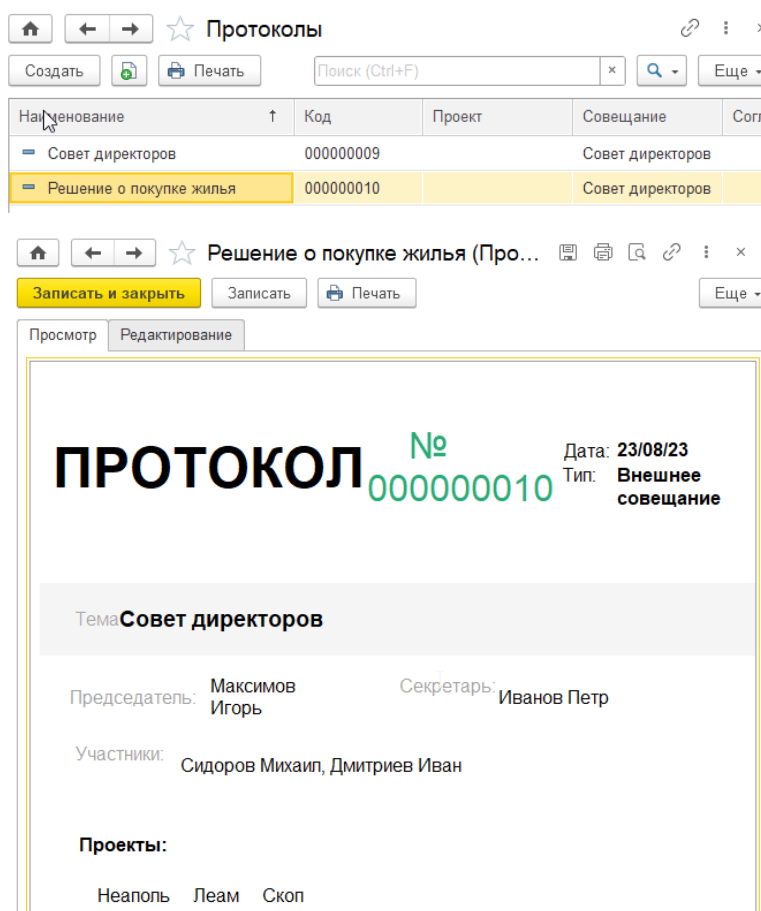 Протоколы
Создать Печать Поиск (Ctrl+F) × Еще
Наименование ↑ Код Проект Совещание
Совет директоров 000000009 Совет директоров
Решение о покупке жилья 000000010 Совет директоров
Решение о покупке жилья (Про...
Записать и закрыть Записать Печать Еще
Просмотр Редактирование
ПРОТОКОЛ № 000000010
Дата: 23/08/23
Тип: Внешнее
совещание
Тема Совет директоров
Председатель: Максимов Игорь Секретарь: Иванов Петр
Участники: Сидоров Михаил, Дмитриев Иван
Проекты:
Неаполь Леам Скоп